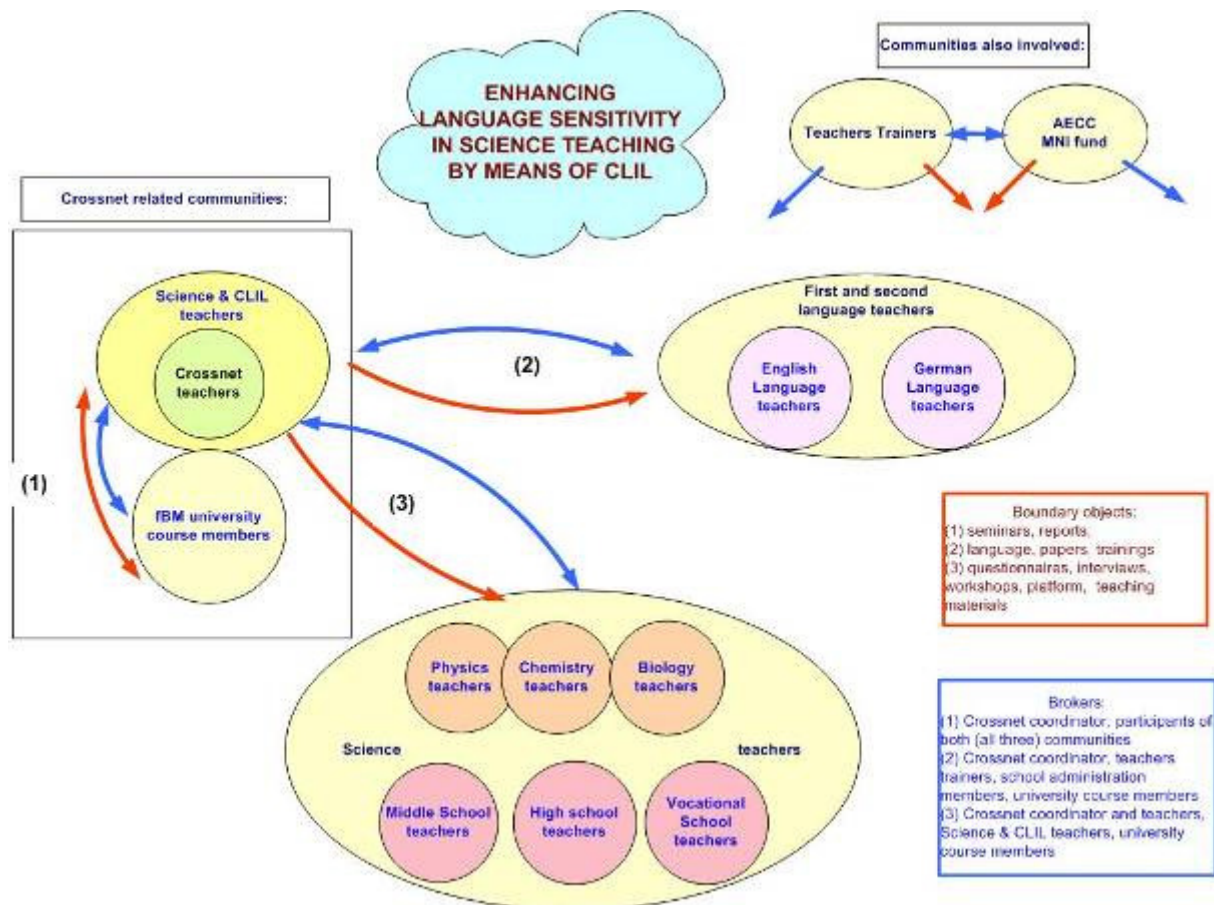 ENHANCING
LANGUAGE SENSITIVITY
IN SCIENCE TEACHING
BY MEANS OF CLIL
Communities also involved:
Teachers Trainers
AECC
MNI fund
Crossnet related communities:
Science & CLIL
teachers
Crossnet
teachers
(1)
fBM university
course members
(2)
First and second
language teachers
English
Language
teachers
German
Language
teachers
(3)
Physics
teachers
Chemistry
teachers
Biology
teachers
Science
teachers
Middle School
teachers
High school
teachers
Vocational
School
teachers
Boundary objects:
(1) seminars, reports,
(2) language, papers, trainings
(3) questionnaires, interviews,
workshops, platform, teaching
materials
Brokers:
(1) Crossnet coordinator, participants of
both (all three) communities
(2) Crossnet coordinator, teachers
trainers, school administration
members, university course members
(3) Crossnet coordinator and teachers,
Science & CLIL teachers, university
course members